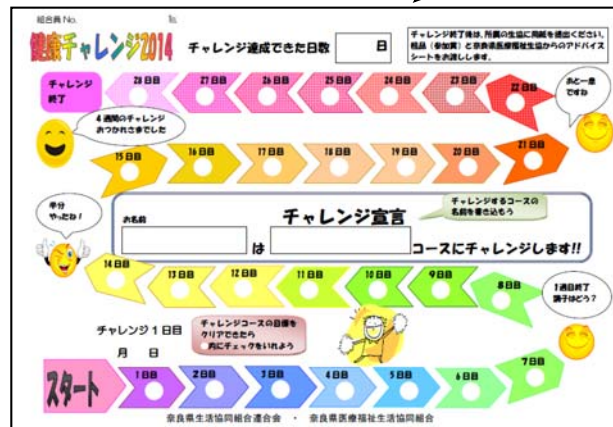 組合員No.
健康チャレンジ2014
チャレンジ達成できた日数
日
チャレンジ終了後は、所属の生協に用紙を提出ください。
粗品（参加賞）と奈良県医療福祉生協からのアドバイス
シートをお渡しします。
チャレンジ
終了
28日目
27日目
26日目
25日目
24日目
23日目
22日目
あと一息
ですね
4週間のチャレンジ
おつかれさまでした
15日目
16日目
17日目
18日目
19日目
20日目
21日目
半分
やったね！
お名前
チャレンジ宣言
チャレンジするコースの
名前を書き込もう
は
コースにチャレンジします!!
14日目
13日目
12日目
11日目
10日目
9日目
8日目
1週目終了
調子はどう？
チャレンジ1日目
月 日
チャレンジコースの目標を
クリアできたら
○内にチェックをいれよう
スタート
1日目
2日目
3日目
4日目
5日目
6日目
7日目
奈良県生活協同組合連合会 ・ 奈良県医療福祉生活協同組合